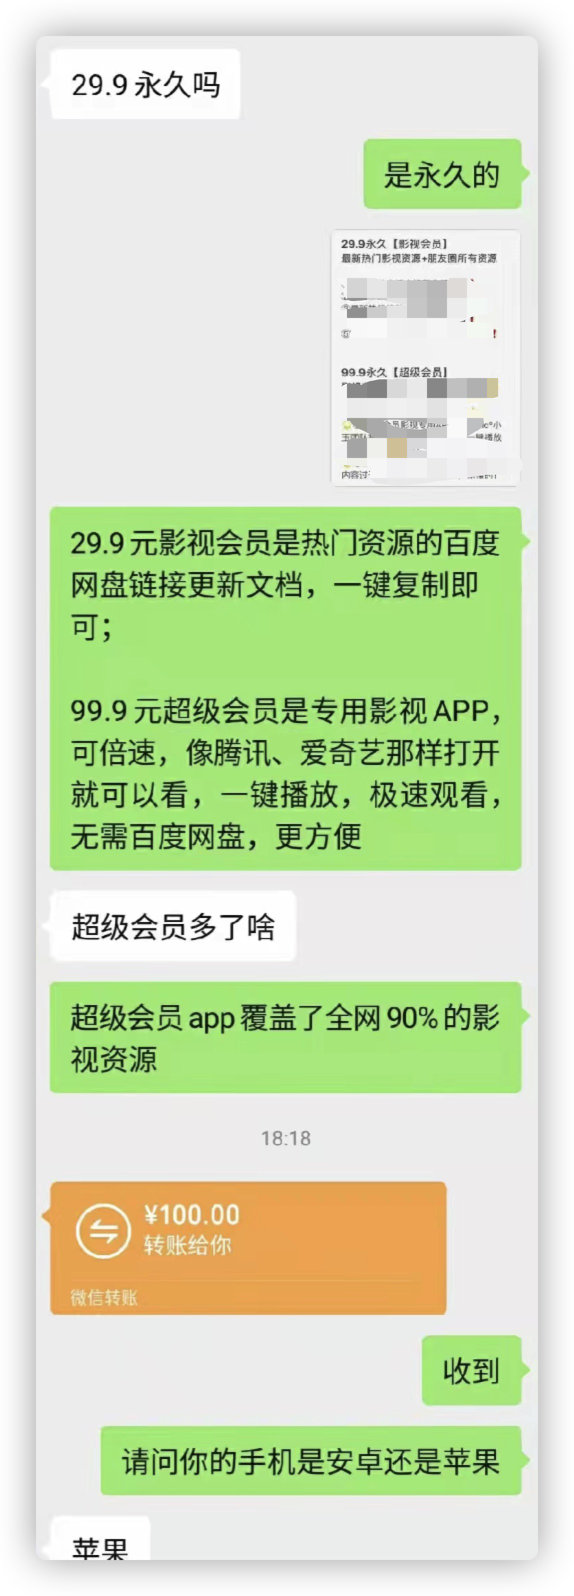 29.9 永久吗
是永久的
29.9永久【影视会员】
最新热门影视资源+朋友圈所有资源
99.9永久【超级会员】
内容过
29.9 元影视会员是热门资源的百度
网盘链接更新文档，一键复制即
可；
99.9 元超级会员是专用影视 APP，
可倍速，像腾讯、爱奇艺那样打开
就可以看，一键播放，极速观看，
无需百度网盘，更方便
超级会员多了啥
超级会员 app 覆盖了全网 90% 的影
视资源
18:18
¥100.00
转账给你
微信转账
收到
请问你的手机是安卓还是苹果
苹果